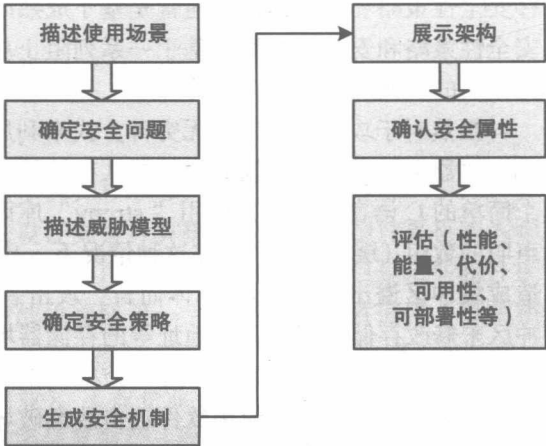 描述使用场景
确定安全问题
描述威胁模型
确定安全策略
生成安全机制
展示架构
确认安全属性
评估（性能、
能量、代价、
可用性、
可部署性等）